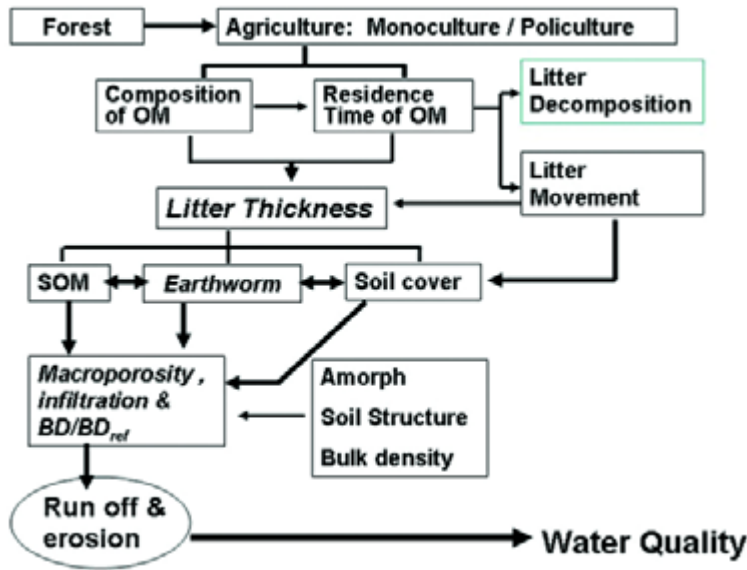 Forest
Agriculture: Monoculture / Policulture
Composition
of OM
Residence
Time of OM
Litter
Decomposition
Litter
Movement
Litter Thickness
SOM
Earthworm
Soil cover
Macroporosity,
infiltration &
BD/BDref
Amorph
Soil Structure
Bulk density
Run off &
erosion
Water Quality